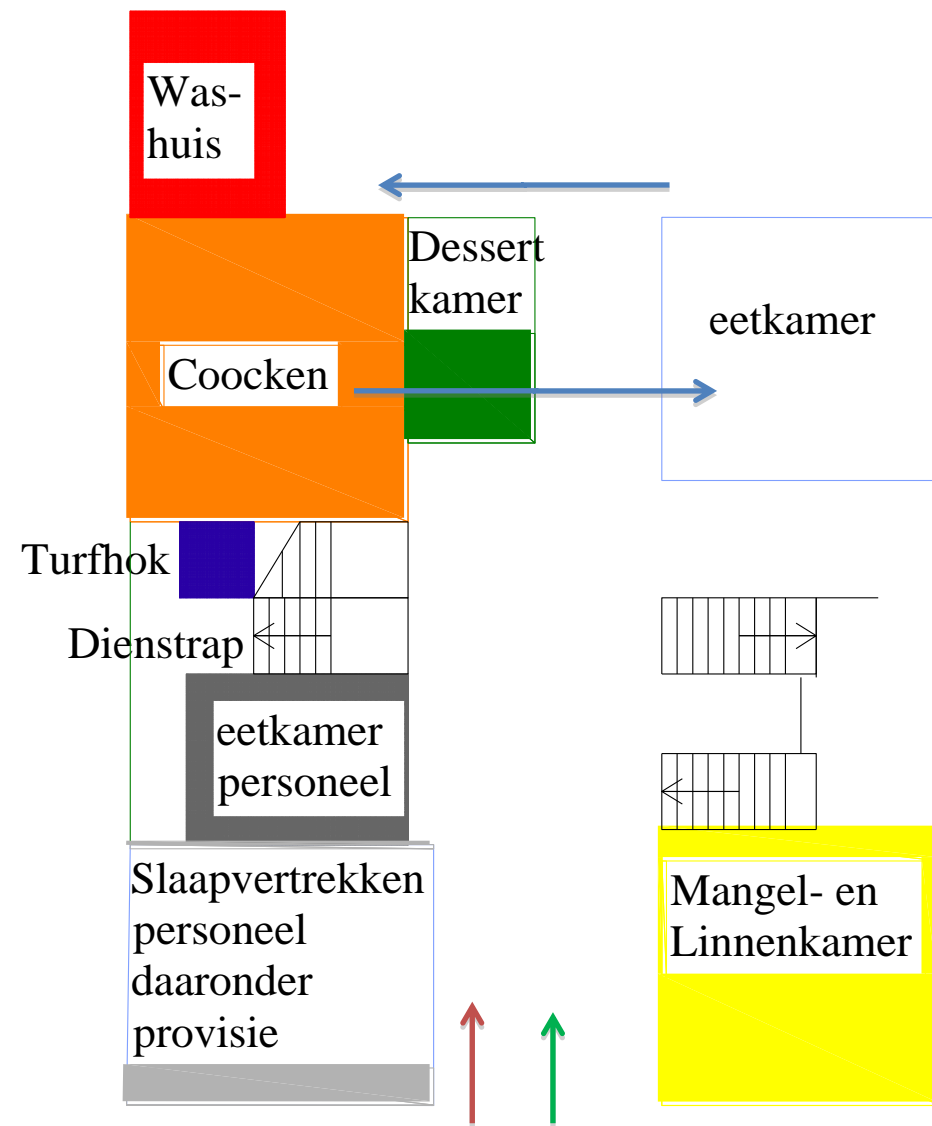 Was-
huis
Dessert
kamer
eetkamer
Coocken
Turfhok
Dienstrap
eetkamer
personeel
Slaapvertrekken
personeel
daaronder
provisie
Mangel- en
Linnenkamer